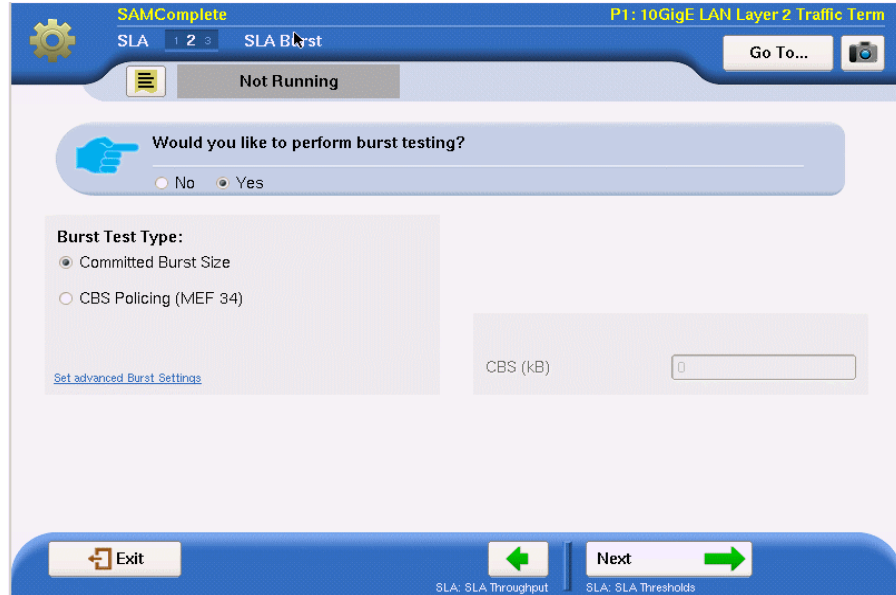 SAMComplete
P1: 10GigE LAN Layer 2 Traffic Term
SLA 1 2 3 SLA Burst
Go To...
Not Running
Would you like to perform burst testing?
No Yes
Burst Test Type:
Committed Burst Size
CBS Policing (MEF 34)
CBS (kB) 0
Set advanced Burst Settings
Exit
Next
SLA: SLA Throughput
SLA: SLA Thresholds